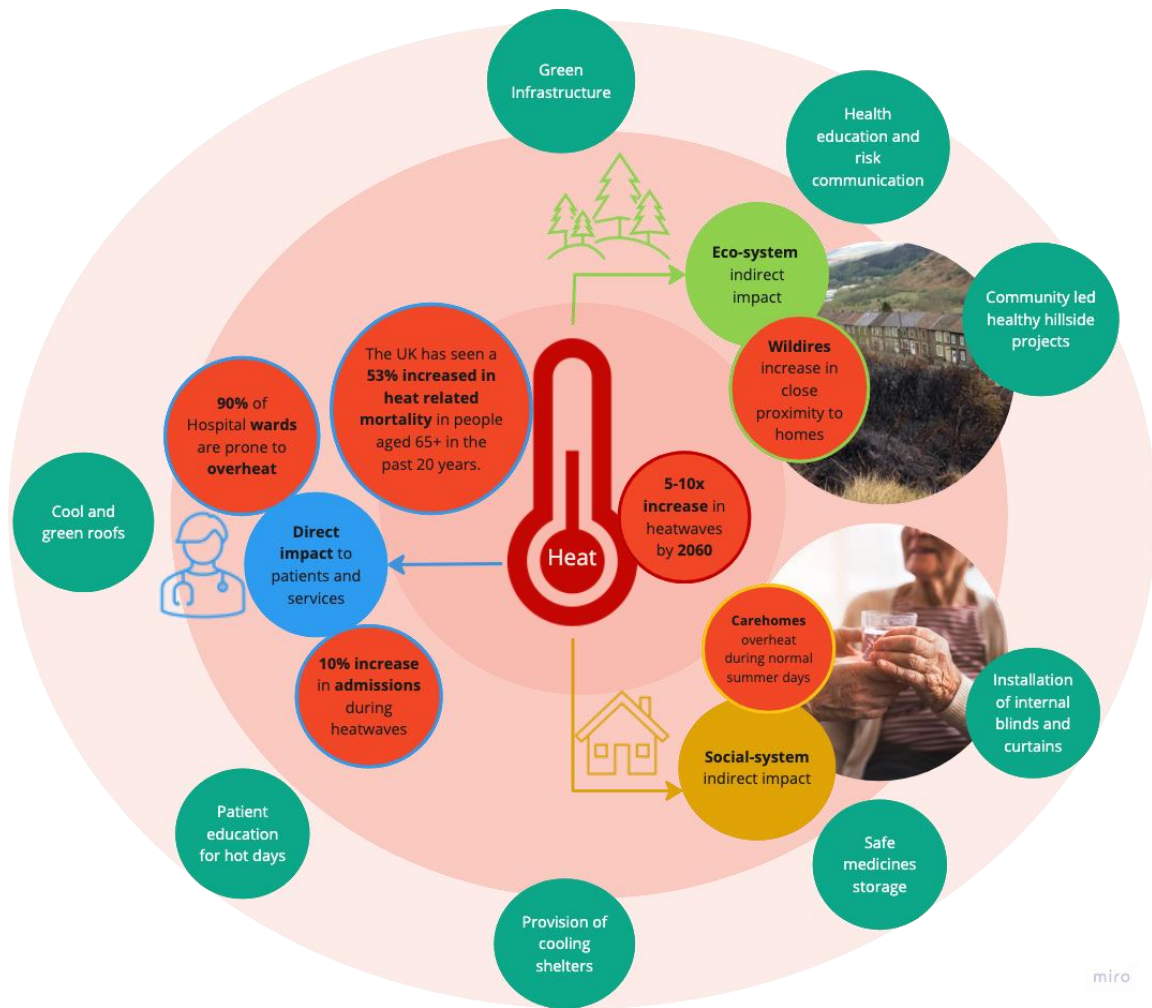 Green
Infrastructure
Health
education and
risk
communication
Eco-system
indirect
impact
Community led
healthy hillside
projects
Wildires
increase in
close
proximity to
homes
The UK has seen a
53% increased in
heat related
mortality in people
aged 65+ in the
past 20 years.
90% of
Hospital wards
are prone to
overheat
Cool and
green roofs
Direct
impact to
patients and
services
Heat
5-10x
increase in
heatwaves
by 2060
10% increase
in admissions
during
heatwaves
Carehomes
overheat
during normal
summer days
Social-system
indirect impact
Installation
of internal
blinds and
curtains
Patient
education
for hot days
Safe
medicines
storage
Provision of
cooling
shelters
miro